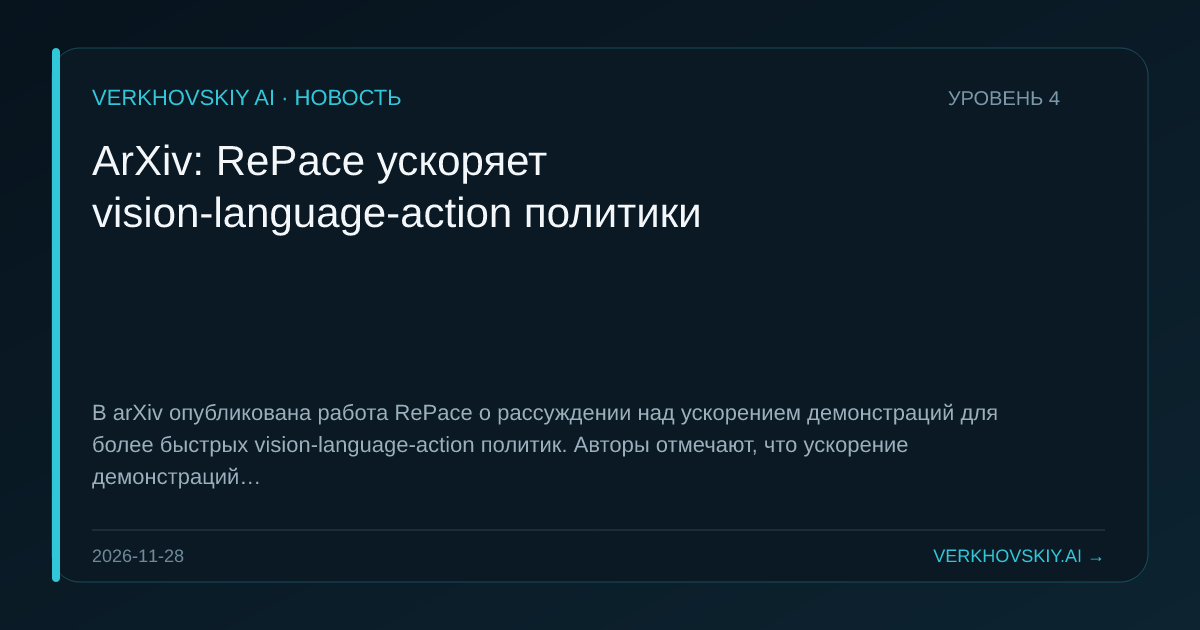 VERKHOVSKIY AI · НОВОСТЬ
УРОВЕНЬ 4
ArXiv: RePace ускоряет
vision-language-action политики
В arXiv опубликована работа RePace о рассуждении над ускорением демонстраций для
более быстрых vision-language-action политик. Авторы отмечают, что ускорение
демонстраций…
2026-11-28
VERKHOVSKIY.AI →